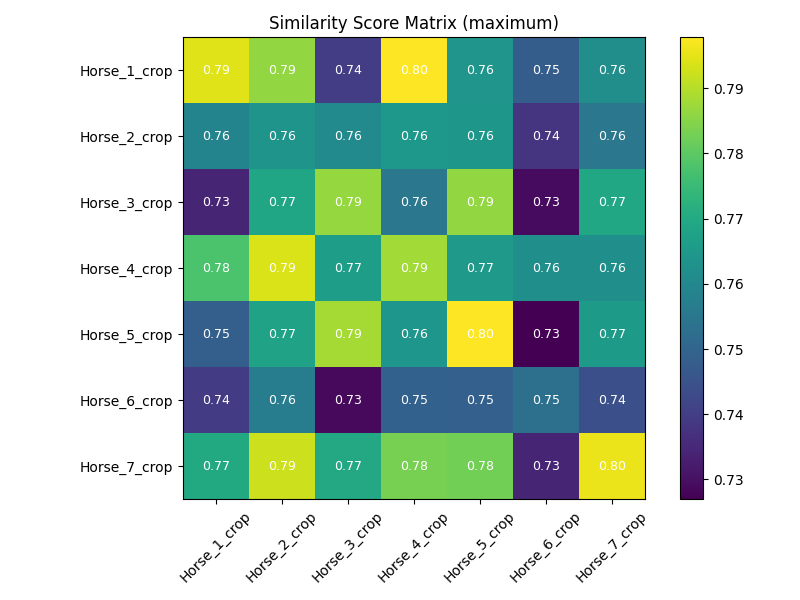 Similarity Score Matrix (maximum)
Horse_1_crop 0.79 0.79 0.74 0.80 0.76 0.75 0.76
Horse_2_crop 0.76 0.76 0.76 0.76 0.76 0.74 0.76
Horse_3_crop 0.73 0.77 0.79 0.76 0.79 0.73 0.77
Horse_4_crop 0.78 0.79 0.77 0.79 0.77 0.76 0.76
Horse_5_crop 0.75 0.77 0.79 0.76 0.80 0.73 0.77
Horse_6_crop 0.74 0.76 0.73 0.75 0.75 0.75 0.74
Horse_7_crop 0.77 0.79 0.77 0.78 0.78 0.73 0.80
Horse_1_crop Horse_2_crop Horse_3_crop Horse_4_crop Horse_5_crop Horse_6_crop Horse_7_crop
0.79
0.78
0.77
0.76
0.75
0.74
0.73